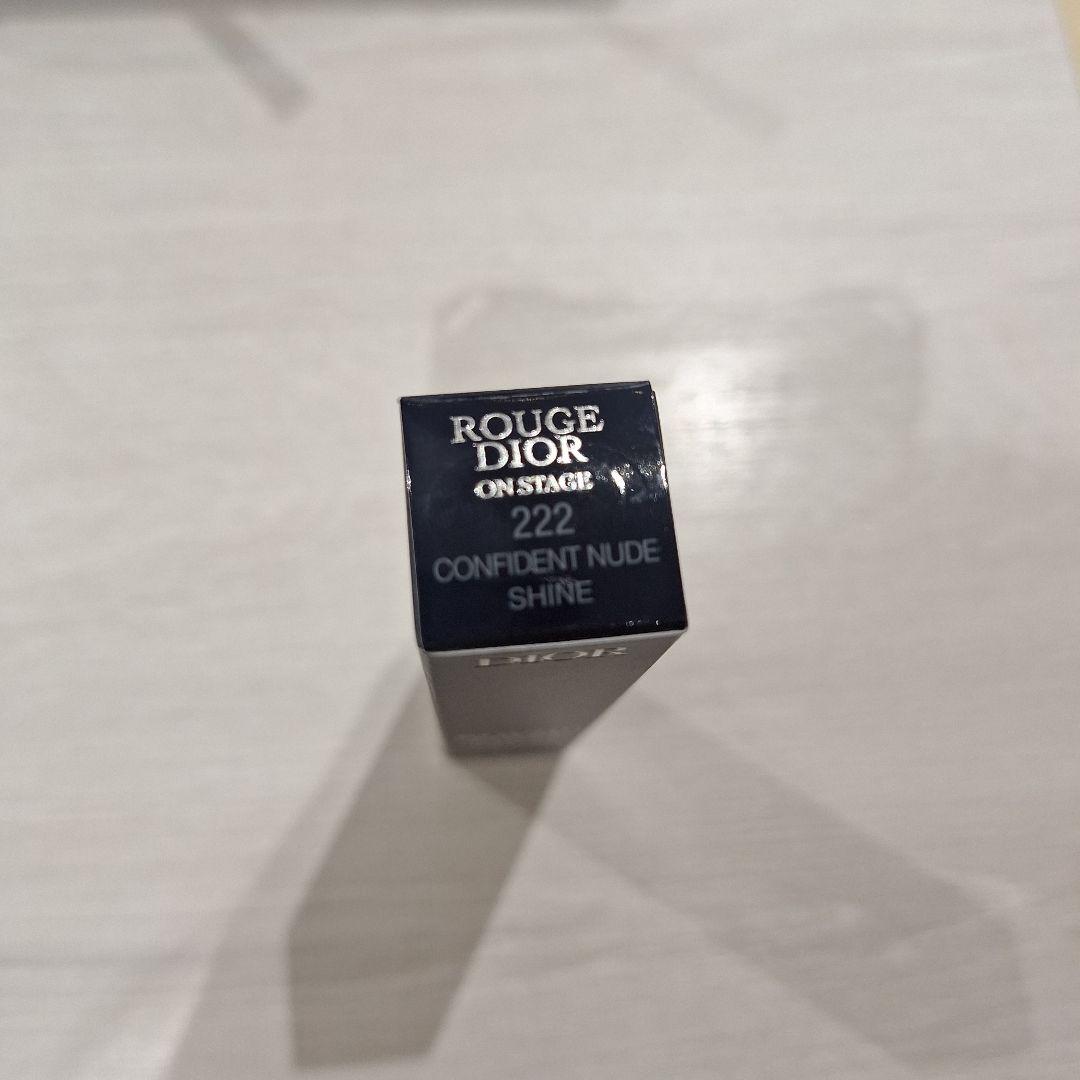 ROUGE
DIOR
ON STAGE
222
CONFIDENT NUDE
SHINE
DIOR